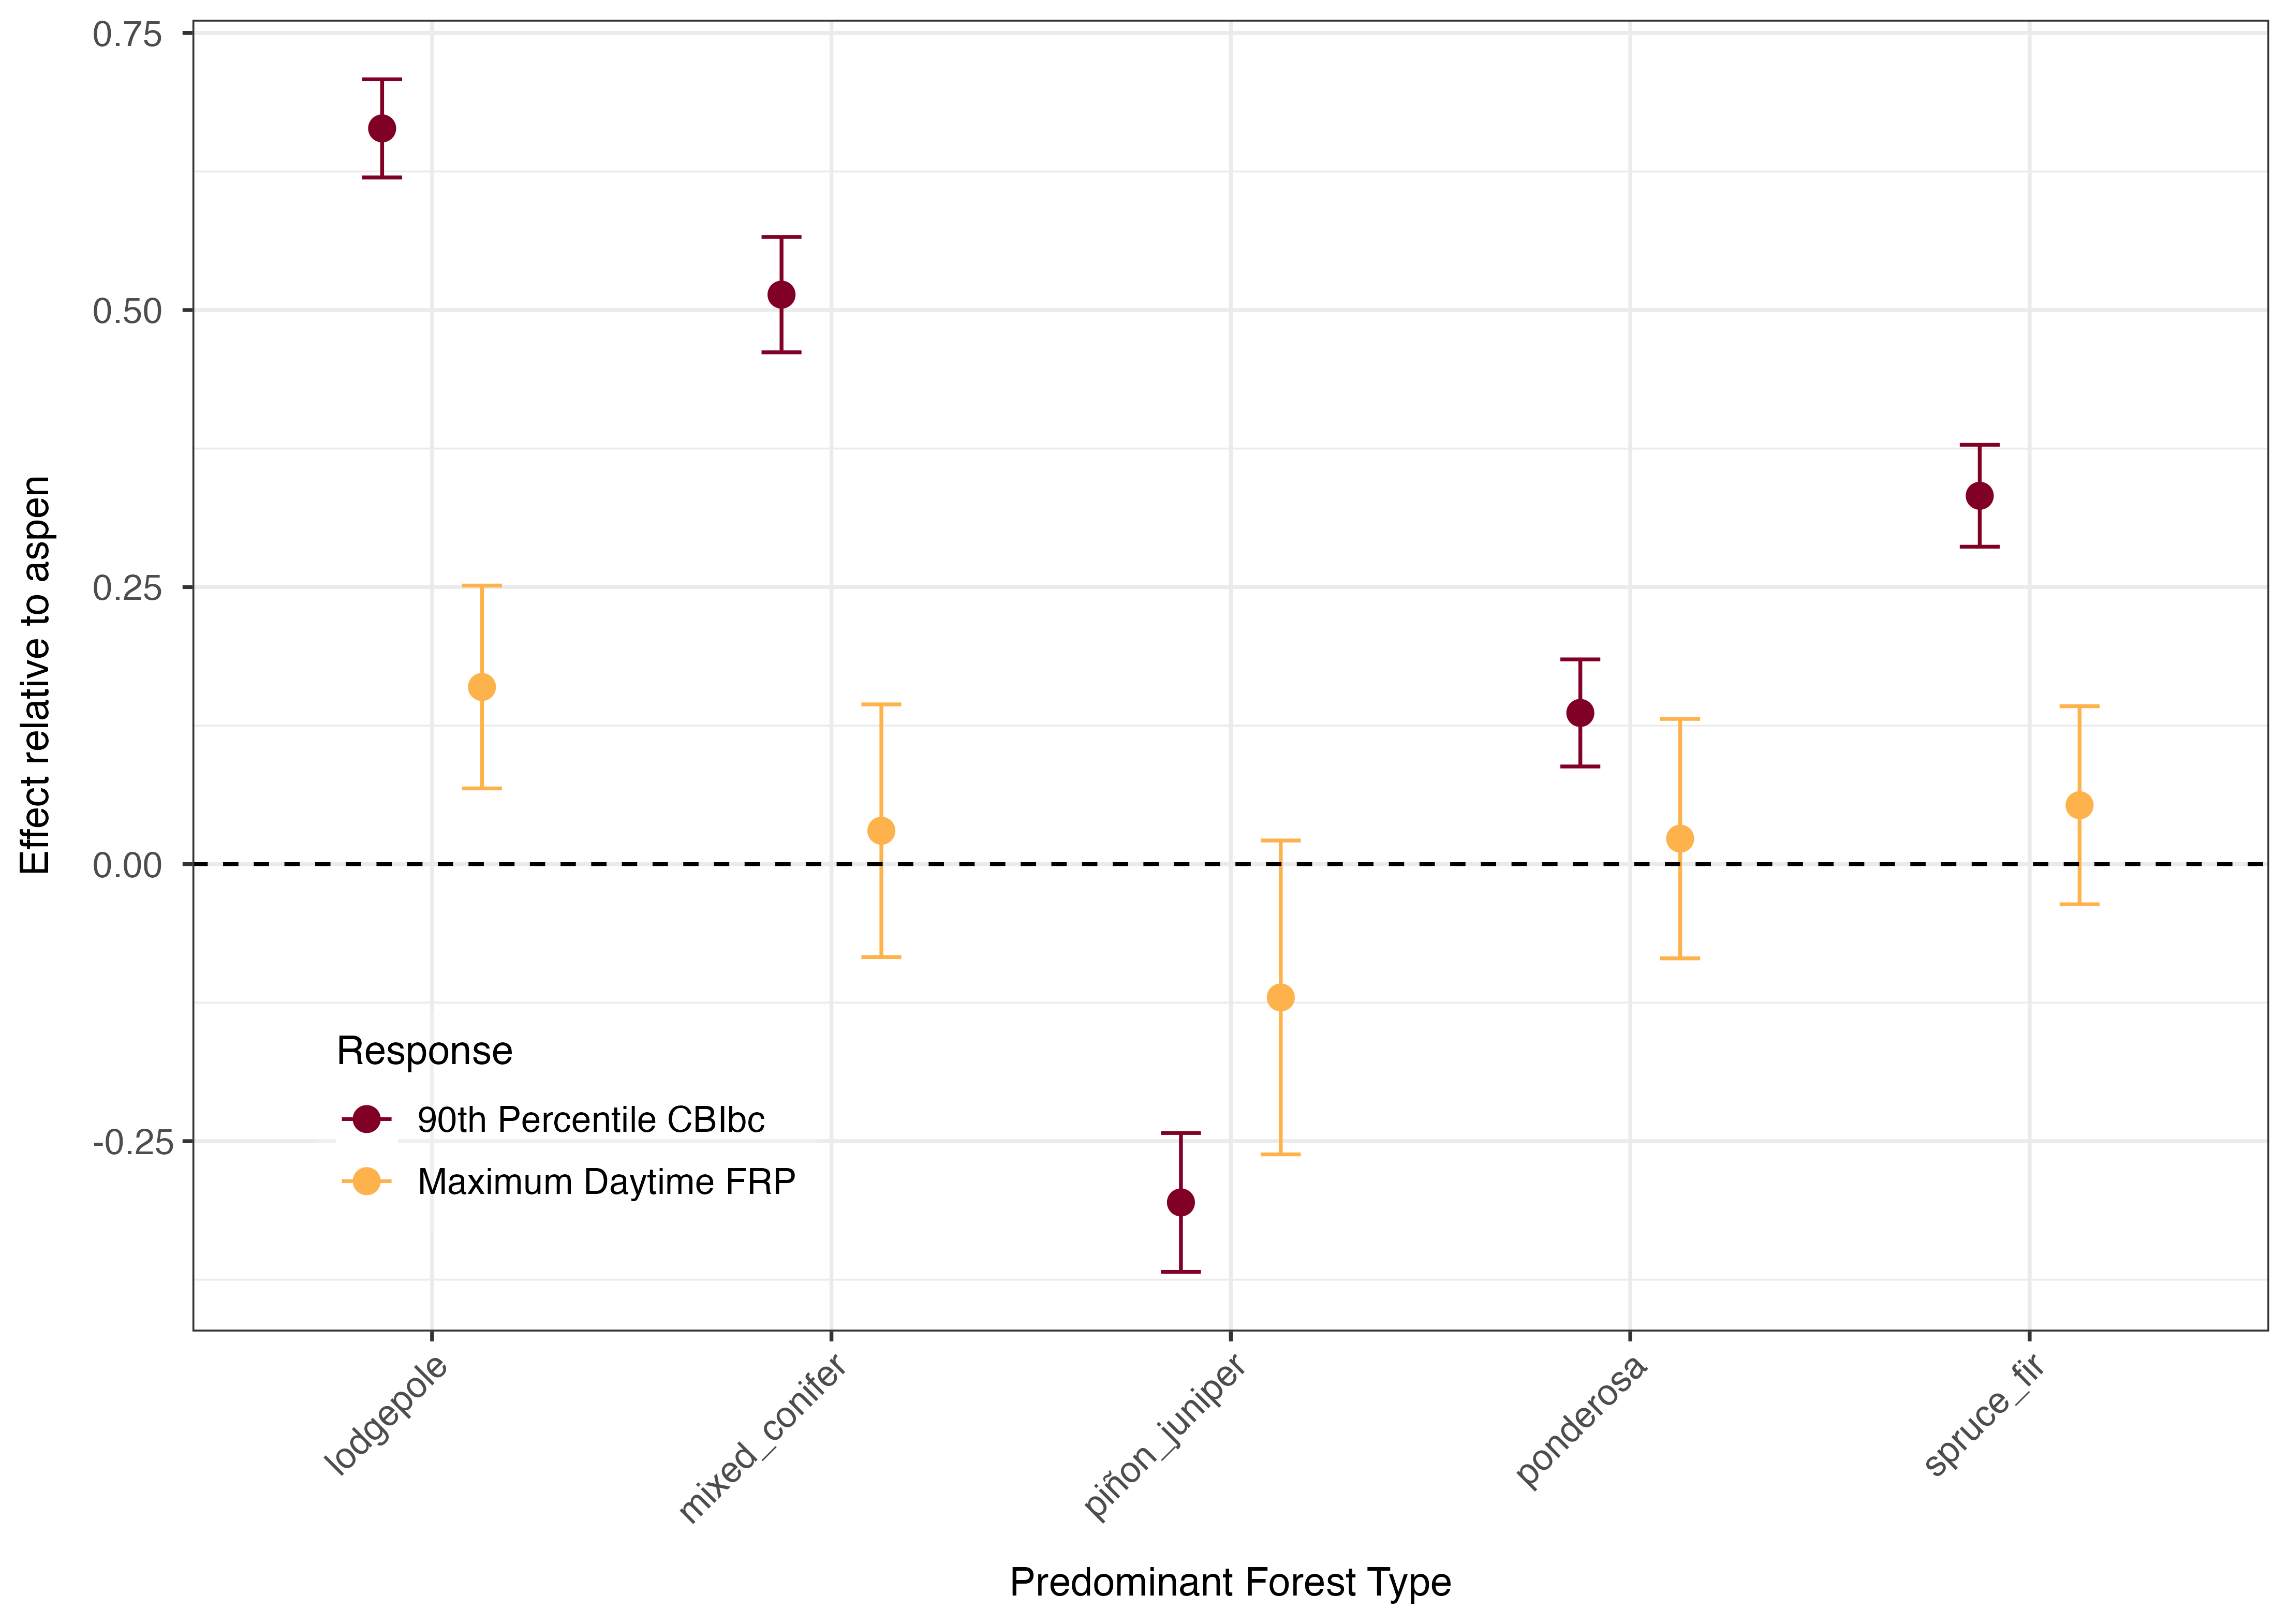 0.75
0.50
0.25
0.00
-0.25
Effect relative to aspen
Response
90th Percentile CBIbc
Maximum Daytime FRP
lodgepole
mixed_conifer
piñon_juniper
ponderosa
spruce_fir
Predominant Forest Type